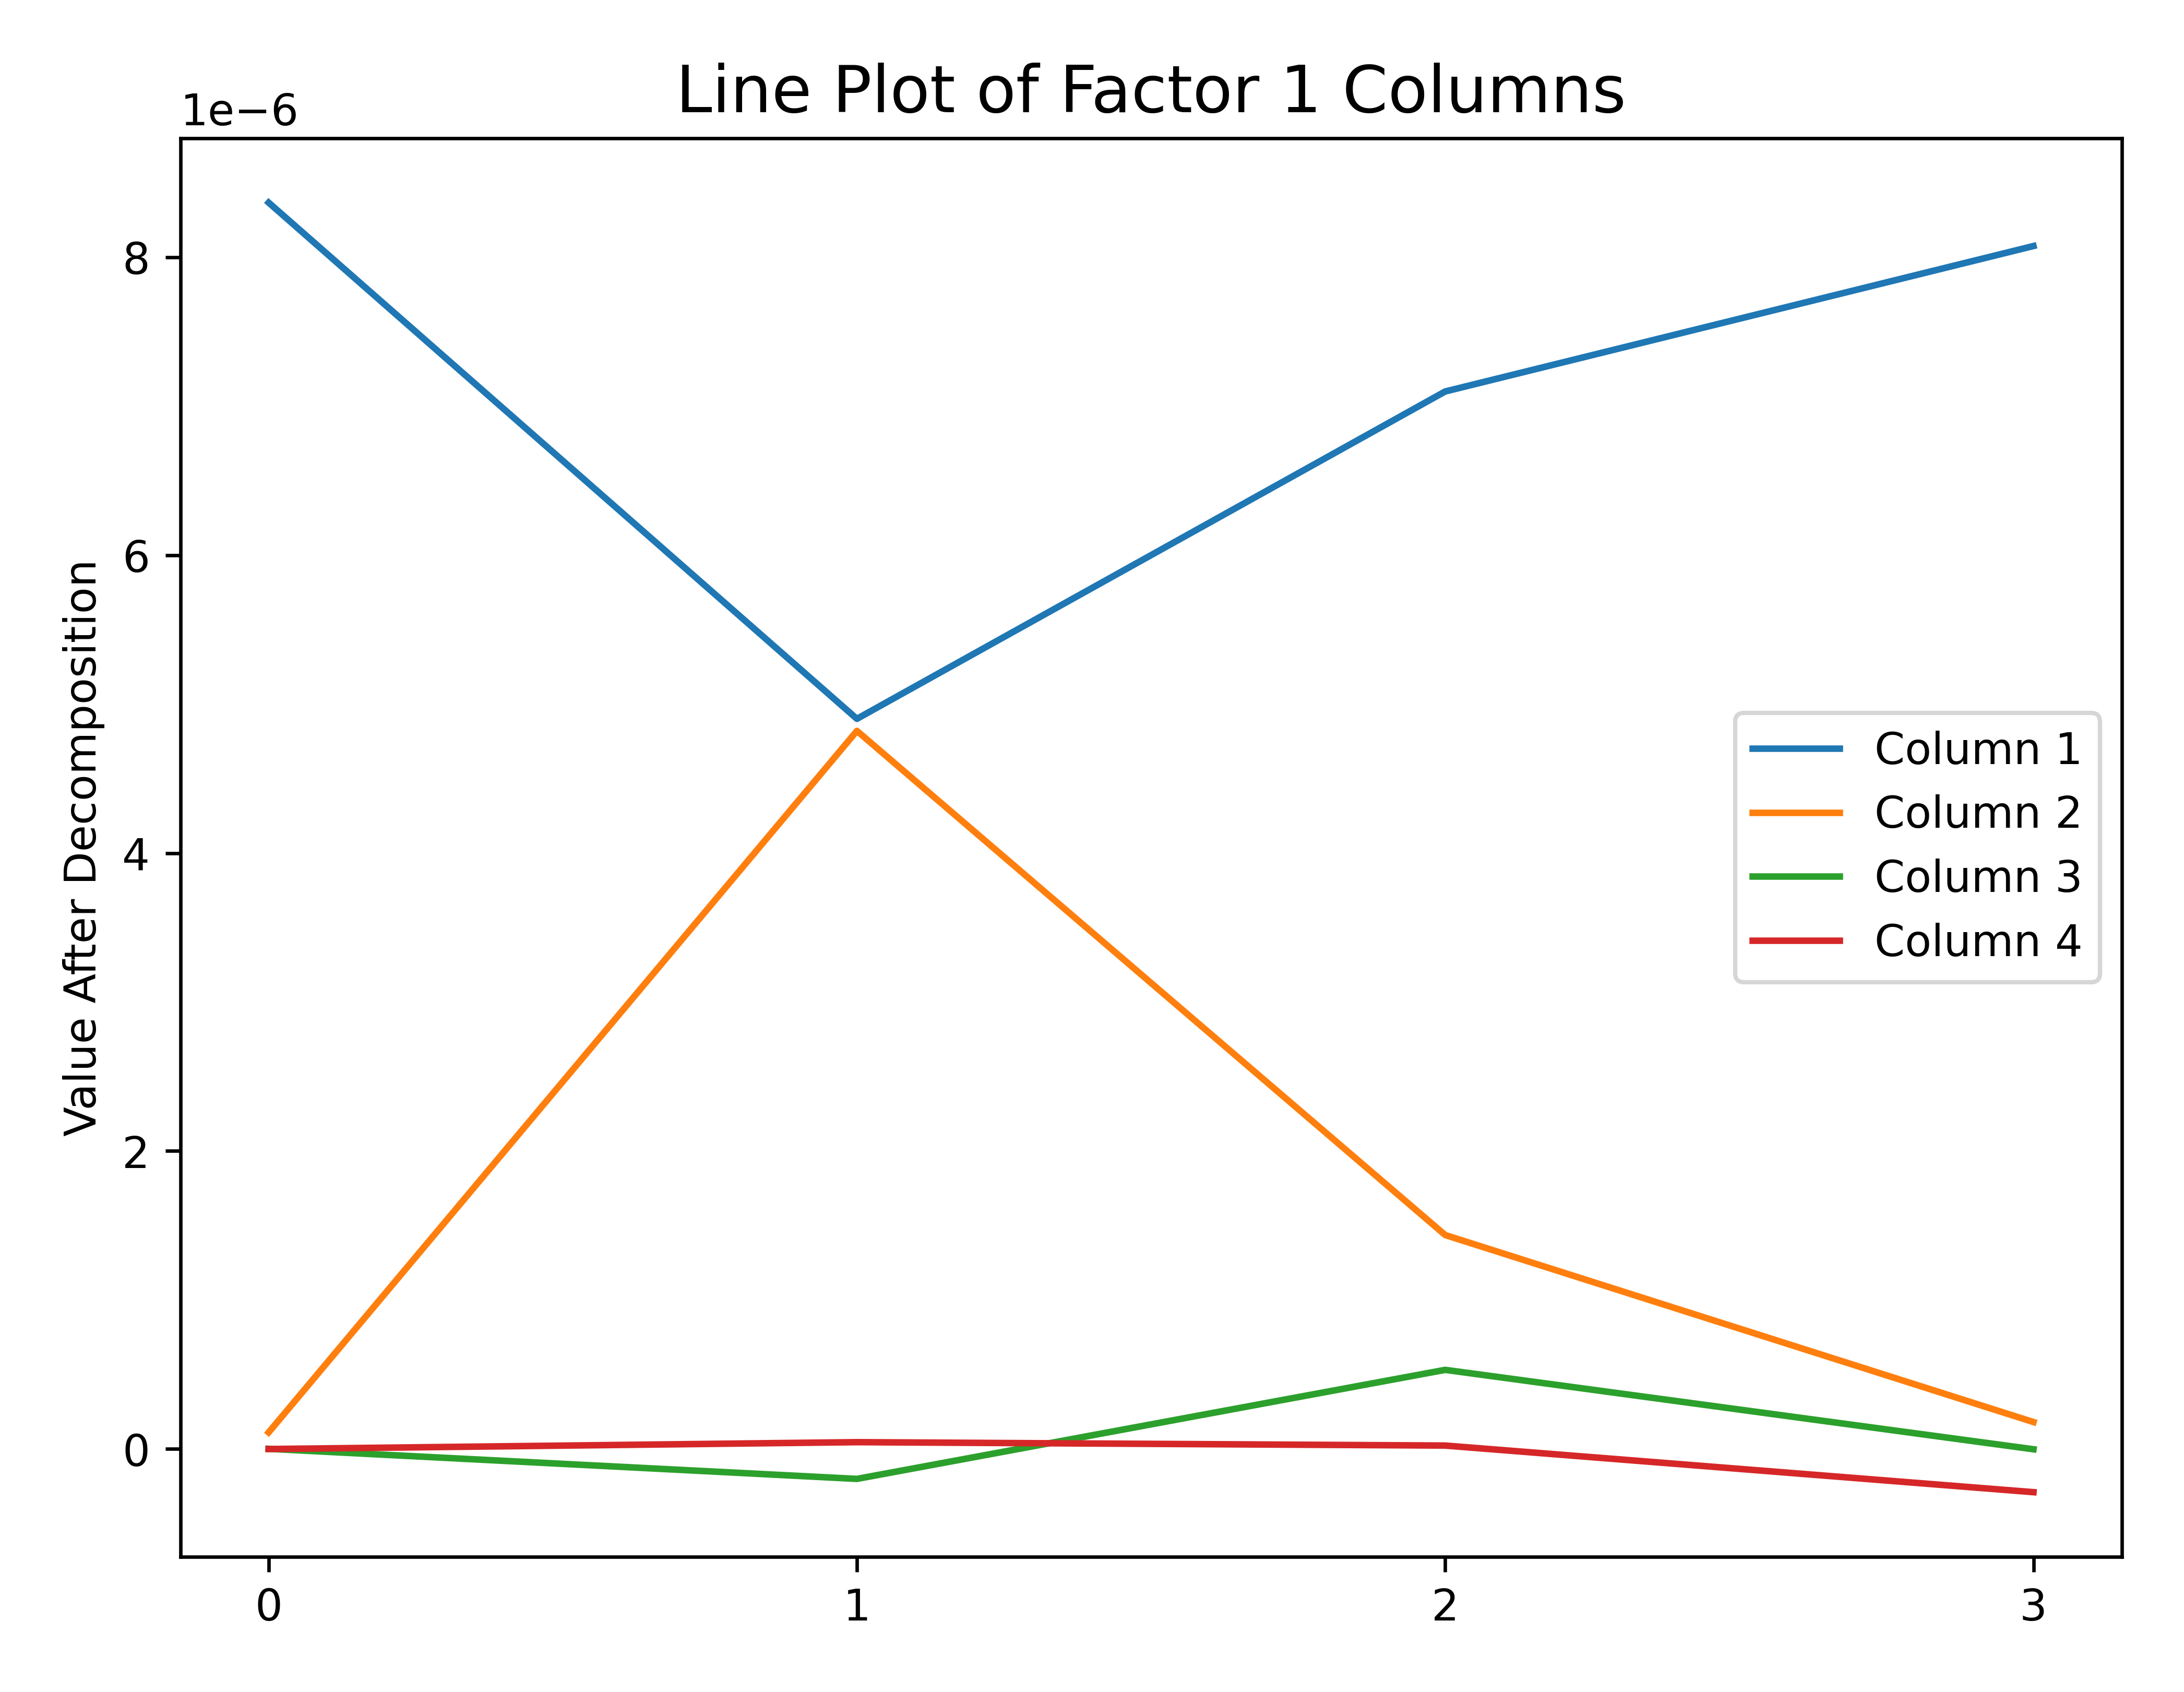 Line Plot of Factor 1 Columns
1e−6
8
6
4
2
0
Value After Decomposition
Column 1
Column 2
Column 3
Column 4
0 1 2 3